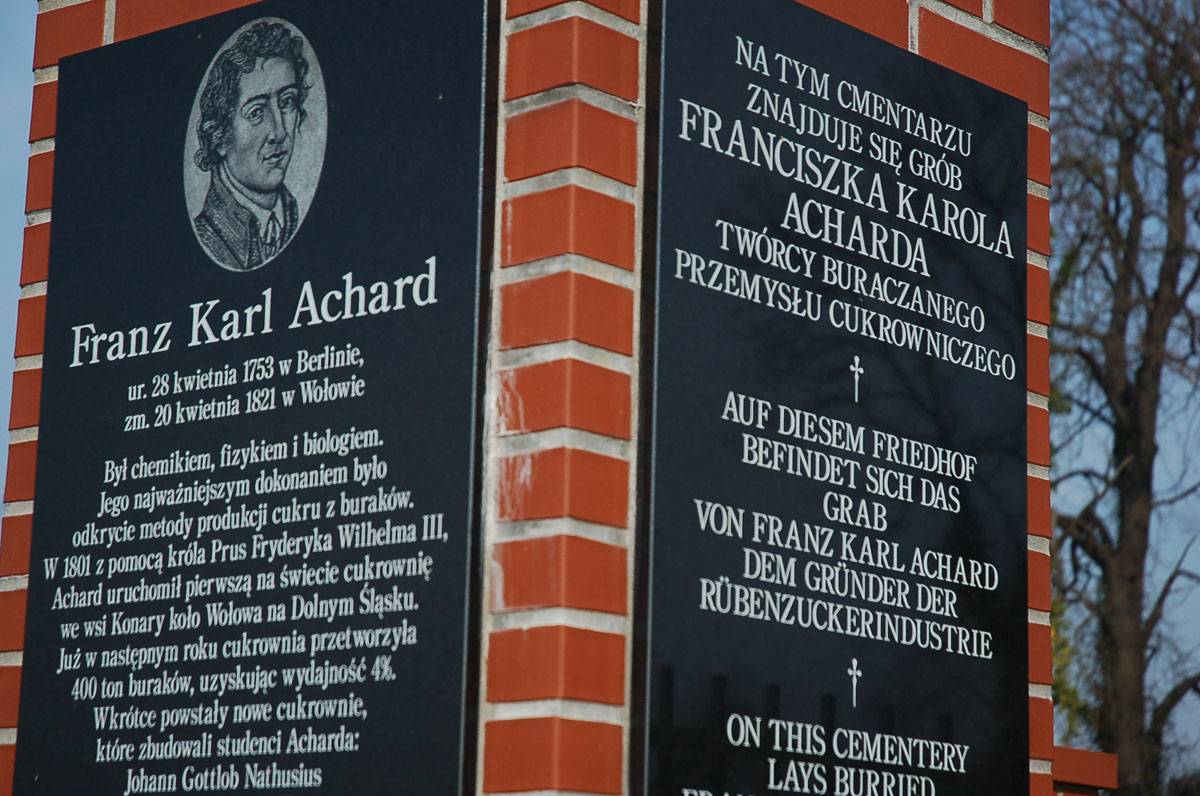 Franz Karl Achard
ur. 28 kwietnia 1753 w Berlinie,
zm. 20 kwietnia 1821 w Wołowie
Był chemikiem, fizykiem i biologiem.
Jego najważniejszym dokonaniem było
odkrycie metody produkcji cukru z buraków.
W 1801 z pomocą króla Prus Fryderyka Wilhelma III,
Achard uruchomił pierwszą na świecie cukrownię
we wsi Konary koło Wołowa na Dolnym Śląsku.
Już w następnym roku cukrownia przetworzyła
400 ton buraków, uzyskując wydajność 4%.
Wkrótce powstały nowe cukrownie,
które zbudowali studenci Acharda:
Johann Gottlob Nathusius
NA TYM CMENTARZU
ZNAJDUJE SIĘ GRÓB
FRANCISZKA KAROLA
ACHARDA
TWÓRCY BURACZANEGO
PRZEMYSŁU CUKROWNICZEGO
AUF DIESEM FRIEDHOF
BEFINDET SICH DAS
GRAB
VON FRANZ KARL ACHARD
DEM GRÜNDER DER
RÜBENZUCKERINDUSTRIE
ON THIS CEMENTERY
LAYS BURRIED